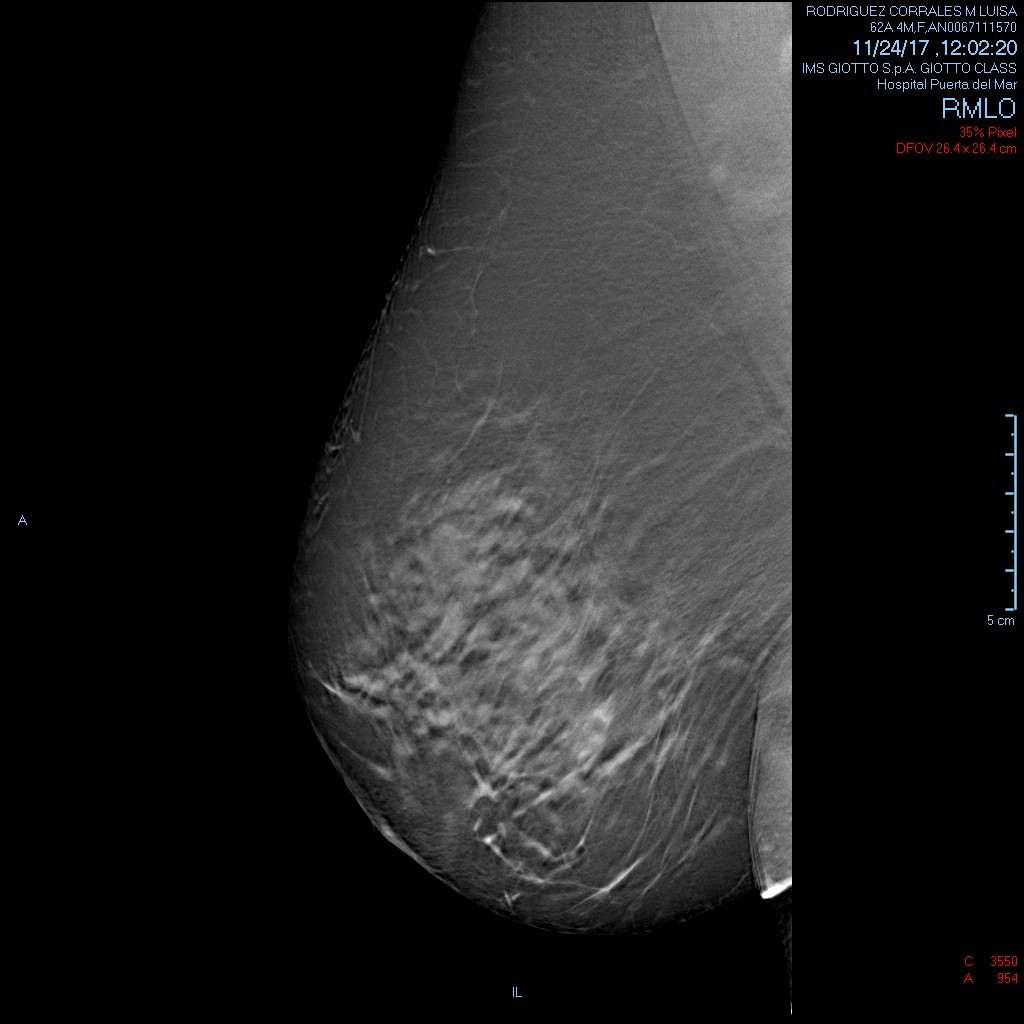 RODRIGUEZ CORRALES M LUISA
62A 4M,F,AN0067111570
11/24/17 ,12:02:20
IMS GIOTTO S.p.A. GIOTTO CLASS
Hospital Puerta del Mar
RMLO
35% Pixel
DFOV 26.4 x 26.4 cm
A
5 cm
C 3550
A 954
IL